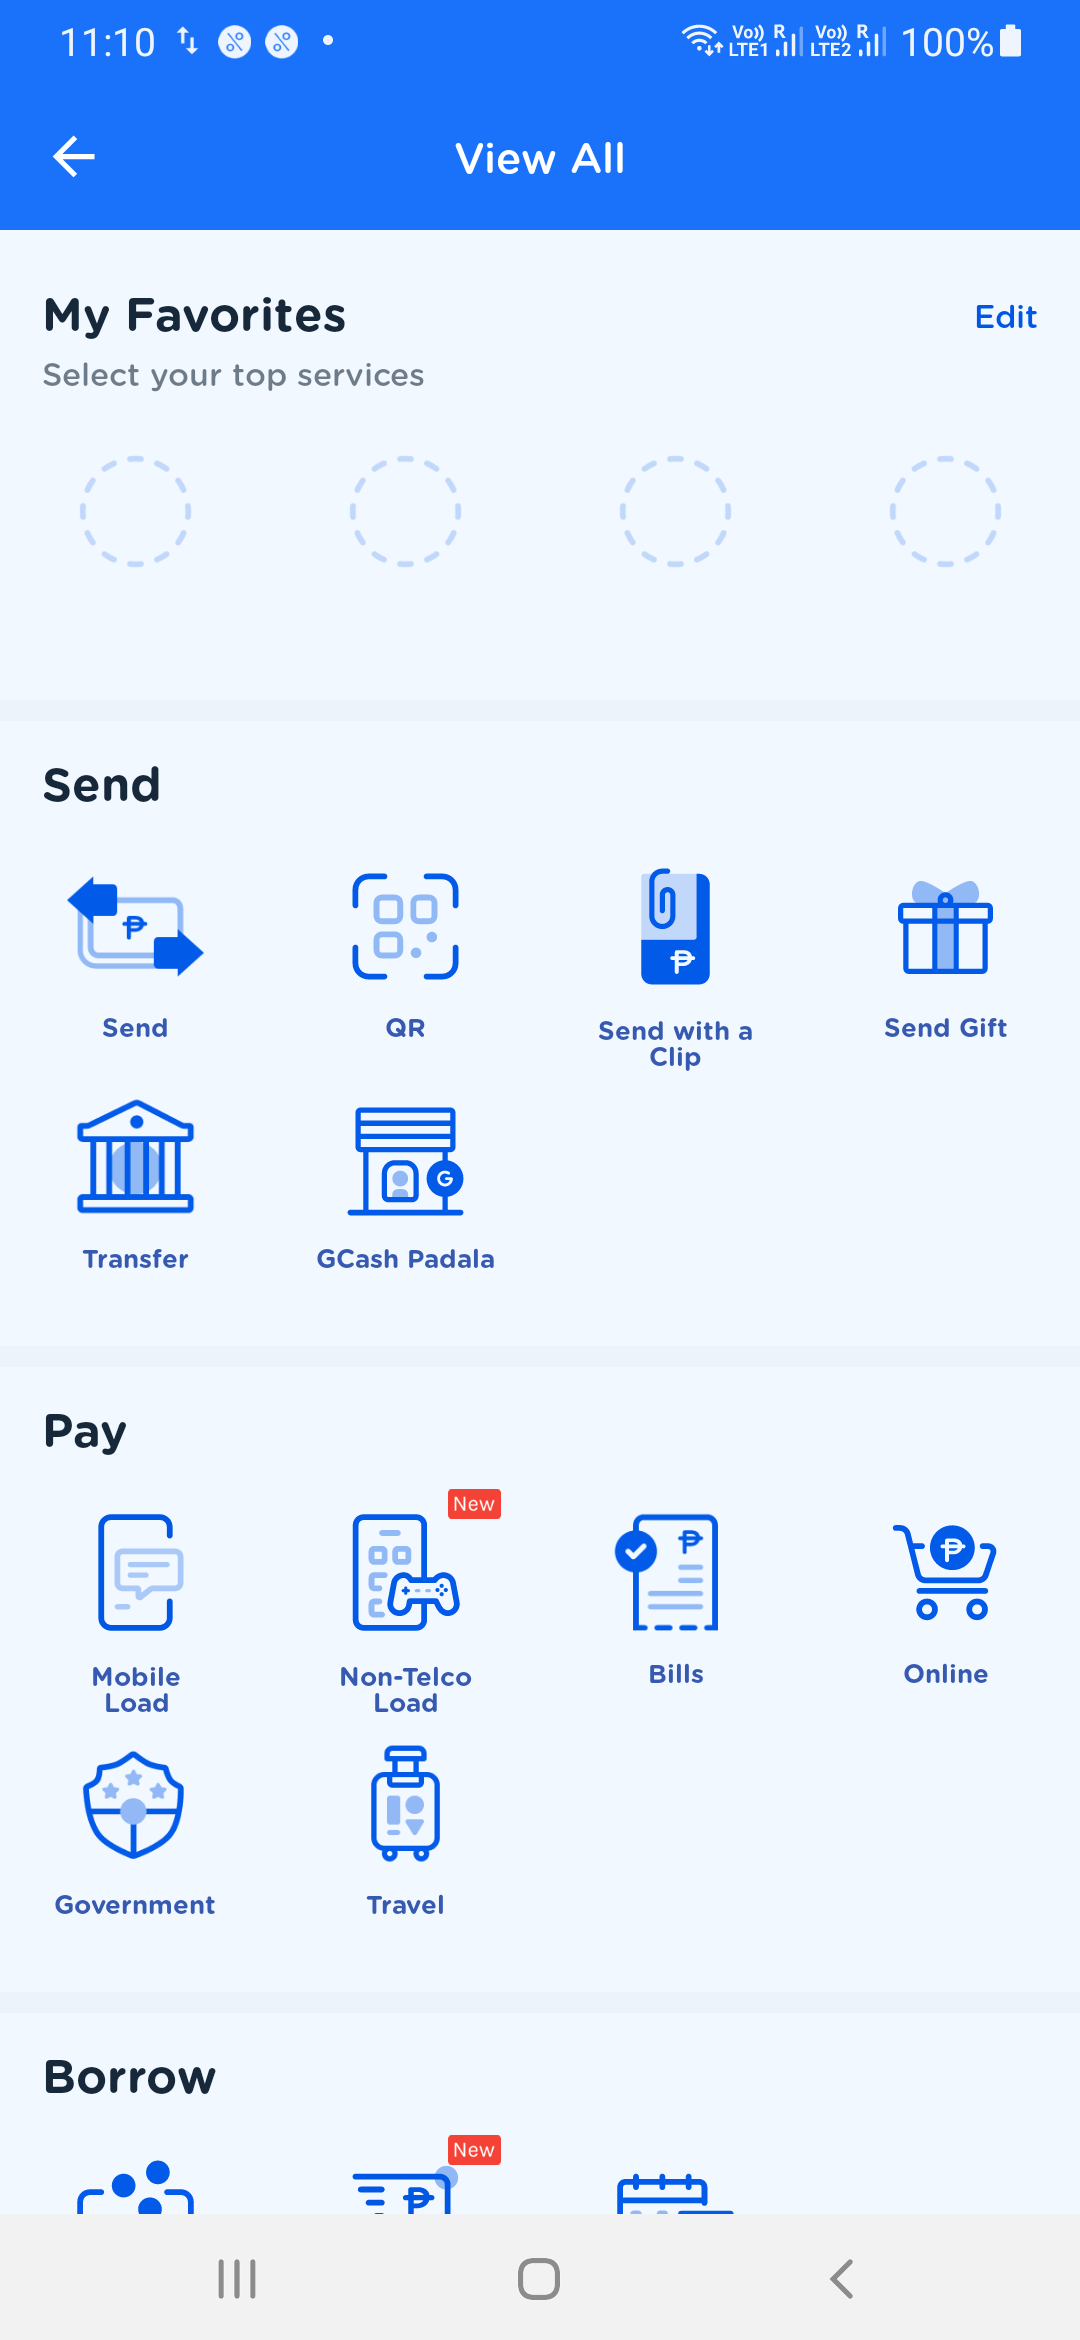 11:10
Vo)) R Vo)) R
LTE1 LTE2 100%
View All
My Favorites
Edit
Select your top services
Send
₱
₱
Send QR Send with a Clip Send Gift
G
Transfer GCash Padala
Pay
New
₱
₱
Mobile Load Non-Telco Load Bills Online
Government Travel
Borrow
New
₱